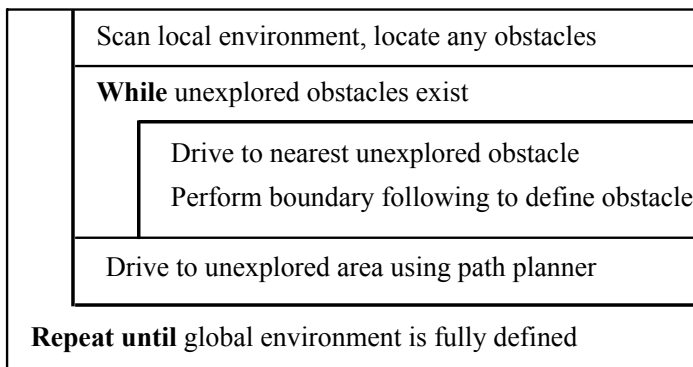 Scan local environment, locate any obstacles
While unexplored obstacles exist
Drive to nearest unexplored obstacle
Perform boundary following to define obstacle
Drive to unexplored area using path planner
Repeat until global environment is fully defined